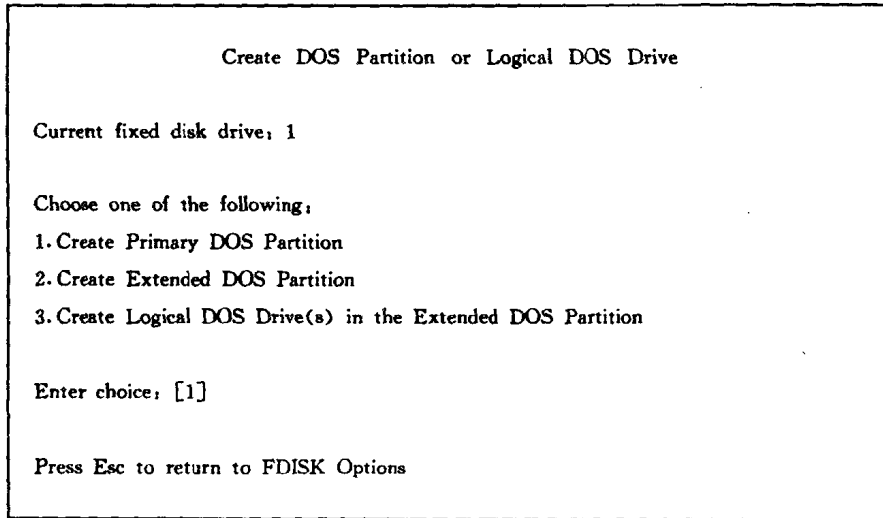 Create DOS Partition or Logical DOS Drive
Current fixed disk drive: 1
Choose one of the following:
1. Create Primary DOS Partition
2. Create Extended DOS Partition
3. Create Logical DOS Drive(s) in the Extended DOS Partition
Enter choice: [1]
Press Esc to return to FDISK Options